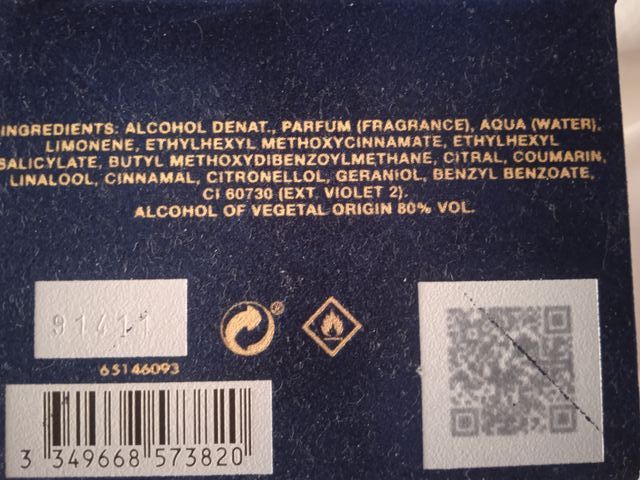 INGREDIENTS: ALCOHOL DENAT., PARFUM (FRAGRANCE), AQUA (WATER),
LIMONENE, ETHYLHEXYL METHOXYCINNAMATE, ETHYLHEXYL
SALICYLATE, BUTYL METHOXYDIBENZOYLMETHANE, CITRAL, COUMARIN,
LINALOOL, CINNAMAL, CITRONELLOL, GERANIOL, BENZYL BENZOATE,
CI 60730 (EXT. VIOLET 2).
ALCOHOL OF VEGETAL ORIGIN 80% VOL.
91411
®
65146093
3 349668 573820